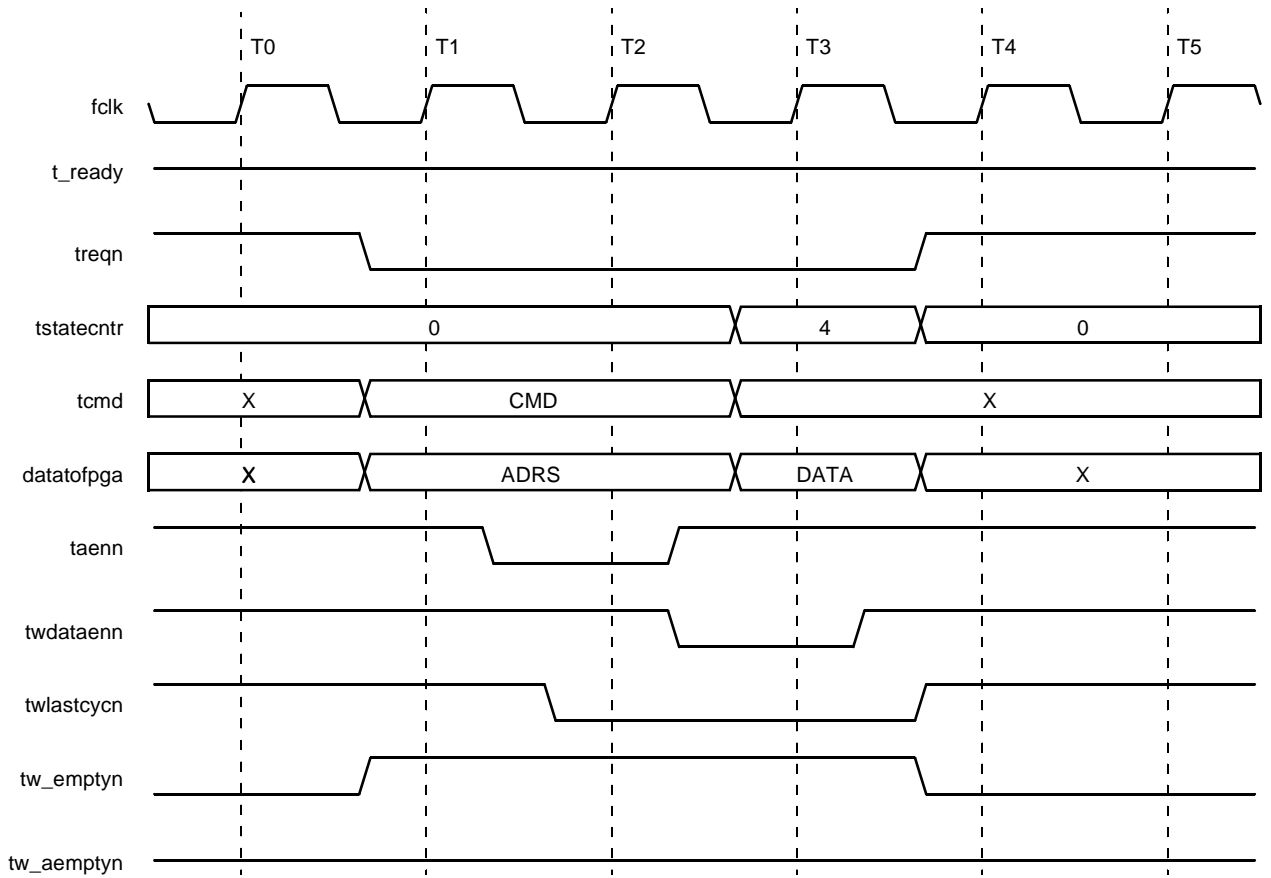 T0 T1 T2 T3 T4 T5
fclk
t_ready
treqn
tstatecntr 0 4 0
tcmd X CMD X
datatofpga X ADRS DATA X
taenn
twdataenn
twlastcycn
tw_emptyn
tw_aemptyn